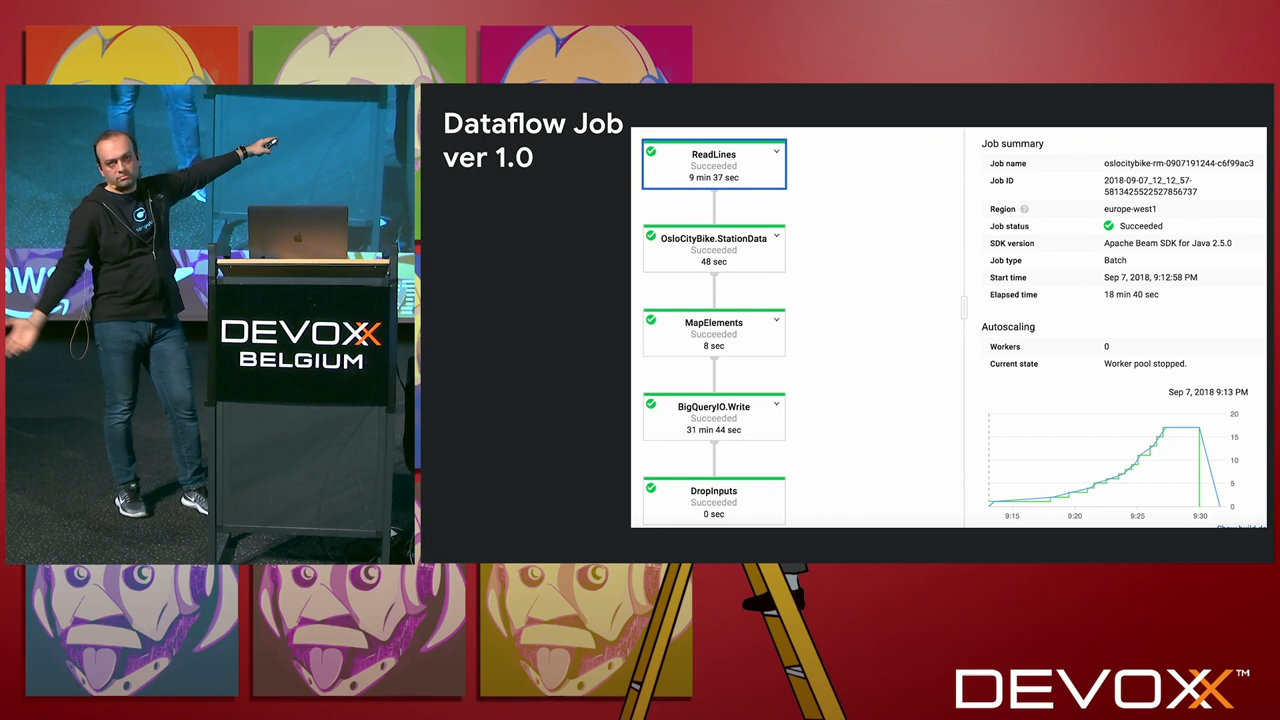 Dataflow Job
ver 1.0
ReadLines
Succeeded
9 min 37 sec
OsloCityBike.StationData
Succeeded
48 sec
MapElements
Succeeded
8 sec
BigQueryIO.Write
Succeeded
31 min 44 sec
DropInputs
Succeeded
0 sec
Job summary
Job name oslocitybike-rm-0907191244-c6f99ac3
Job ID 2018-09-07_12_12_57-
5813425522527856737
Region europe-west1
Job status Succeeded
SDK version Apache Beam SDK for Java 2.5.0
Job type Batch
Start time Sep 7, 2018, 9:12:58 PM
Elapsed time 18 min 40 sec
Autoscaling
Workers 0
Current state Worker pool stopped.
Sep 7, 2018 9:13 PM
20
15
10
5
0
9:15 9:20 9:25 9:30
aws
DEVOXX
BELGIUM
DEVOXX™